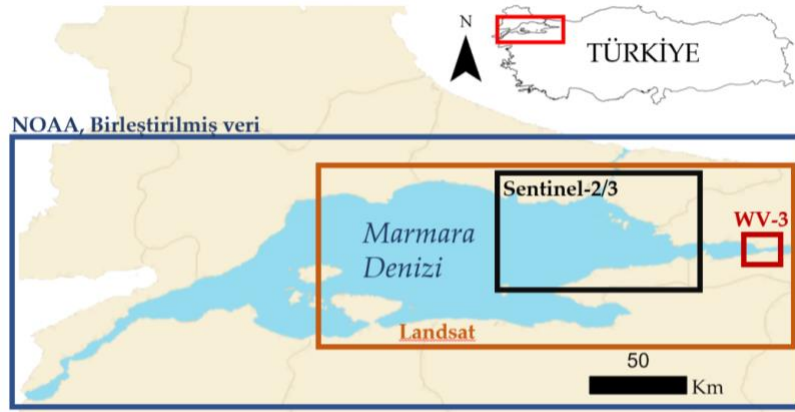 N
TÜRKİYE
NOAA, Birleştirilmiş veri
Sentinel-2/3
WV-3
Marmara
Denizi
Landsat
50
Km